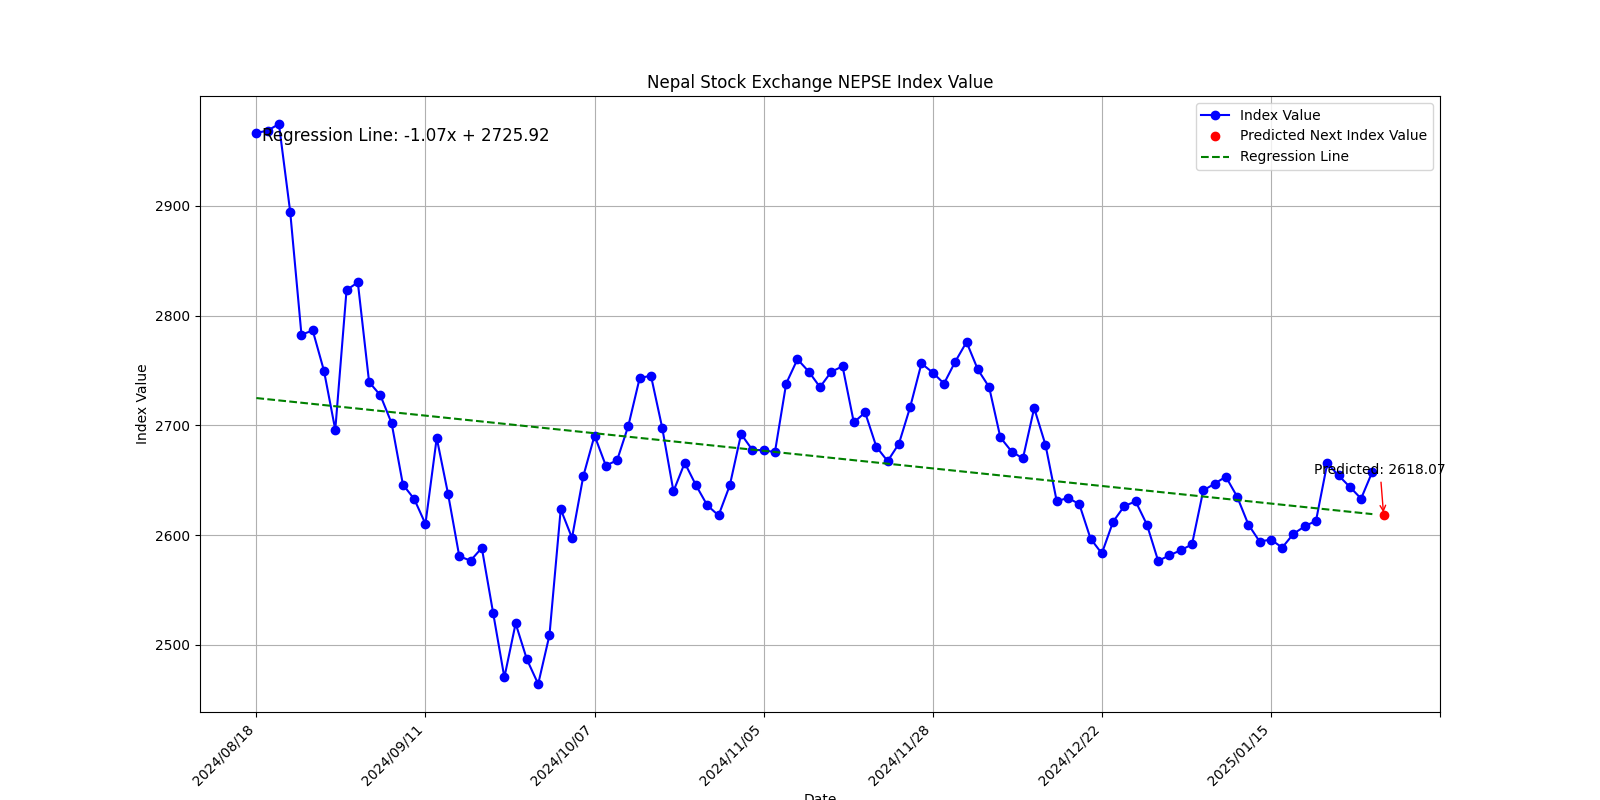 Nepal Stock Exchange NEPSE Index Value
Regression Line: -1.07x + 2725.92
Index Value
Predicted Next Index Value
Regression Line
2900
2800
2700
2600
2500
Index Value
Predicted: 2618.07
2024/08/18
2024/09/11
2024/10/07
2024/11/05
2024/11/28
2024/12/22
2025/01/15
Date